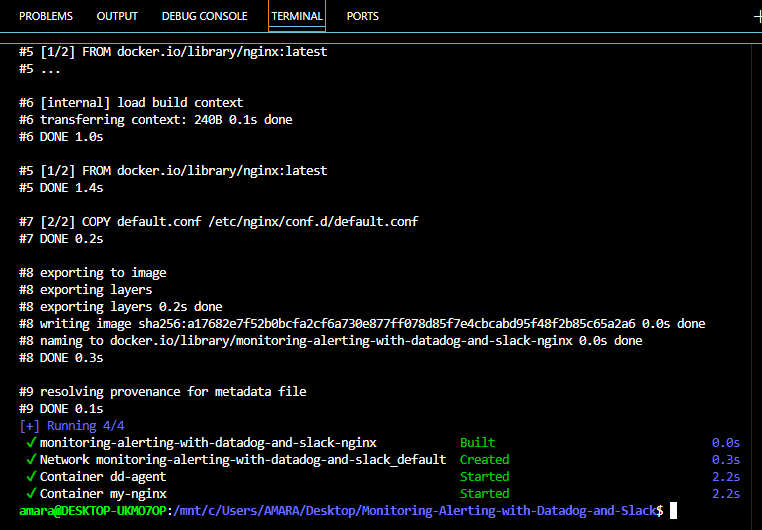 PROBLEMS OUTPUT DEBUG CONSOLE TERMINAL PORTS
#5 [1/2] FROM docker.io/library/nginx:latest
#5 ...
#6 [internal] load build context
#6 transferring context: 240B 0.1s done
#6 DONE 1.0s
#5 [1/2] FROM docker.io/library/nginx:latest
#5 DONE 1.4s
#7 [2/2] COPY default.conf /etc/nginx/conf.d/default.conf
#7 DONE 0.2s
#8 exporting to image
#8 exporting layers
#8 exporting layers 0.2s done
#8 writing image sha256:a17682e7f52b0bcfa2cf6a730e877ff078d85f7e4cbcabd95f48f2b85c65a2a6 0.0s done
#8 naming to docker.io/library/monitoring-alerting-with-datadog-and-slack-nginx 0.0s done
#8 DONE 0.3s
#9 resolving provenance for metadata file
#9 DONE 0.1s
[+] Running 4/4
✔ monitoring-alerting-with-datadog-and-slack-nginx Built 0.0s
✔ Network monitoring-alerting-with-datadog-and-slack_default Created 0.3s
✔ Container dd-agent Started 2.2s
✔ Container my-nginx Started 2.2s
amara@DESKTOP-UKMO7OP:/mnt/c/Users/AMARA/Desktop/Monitoring-Alerting-with-Datadog-and-Slack$